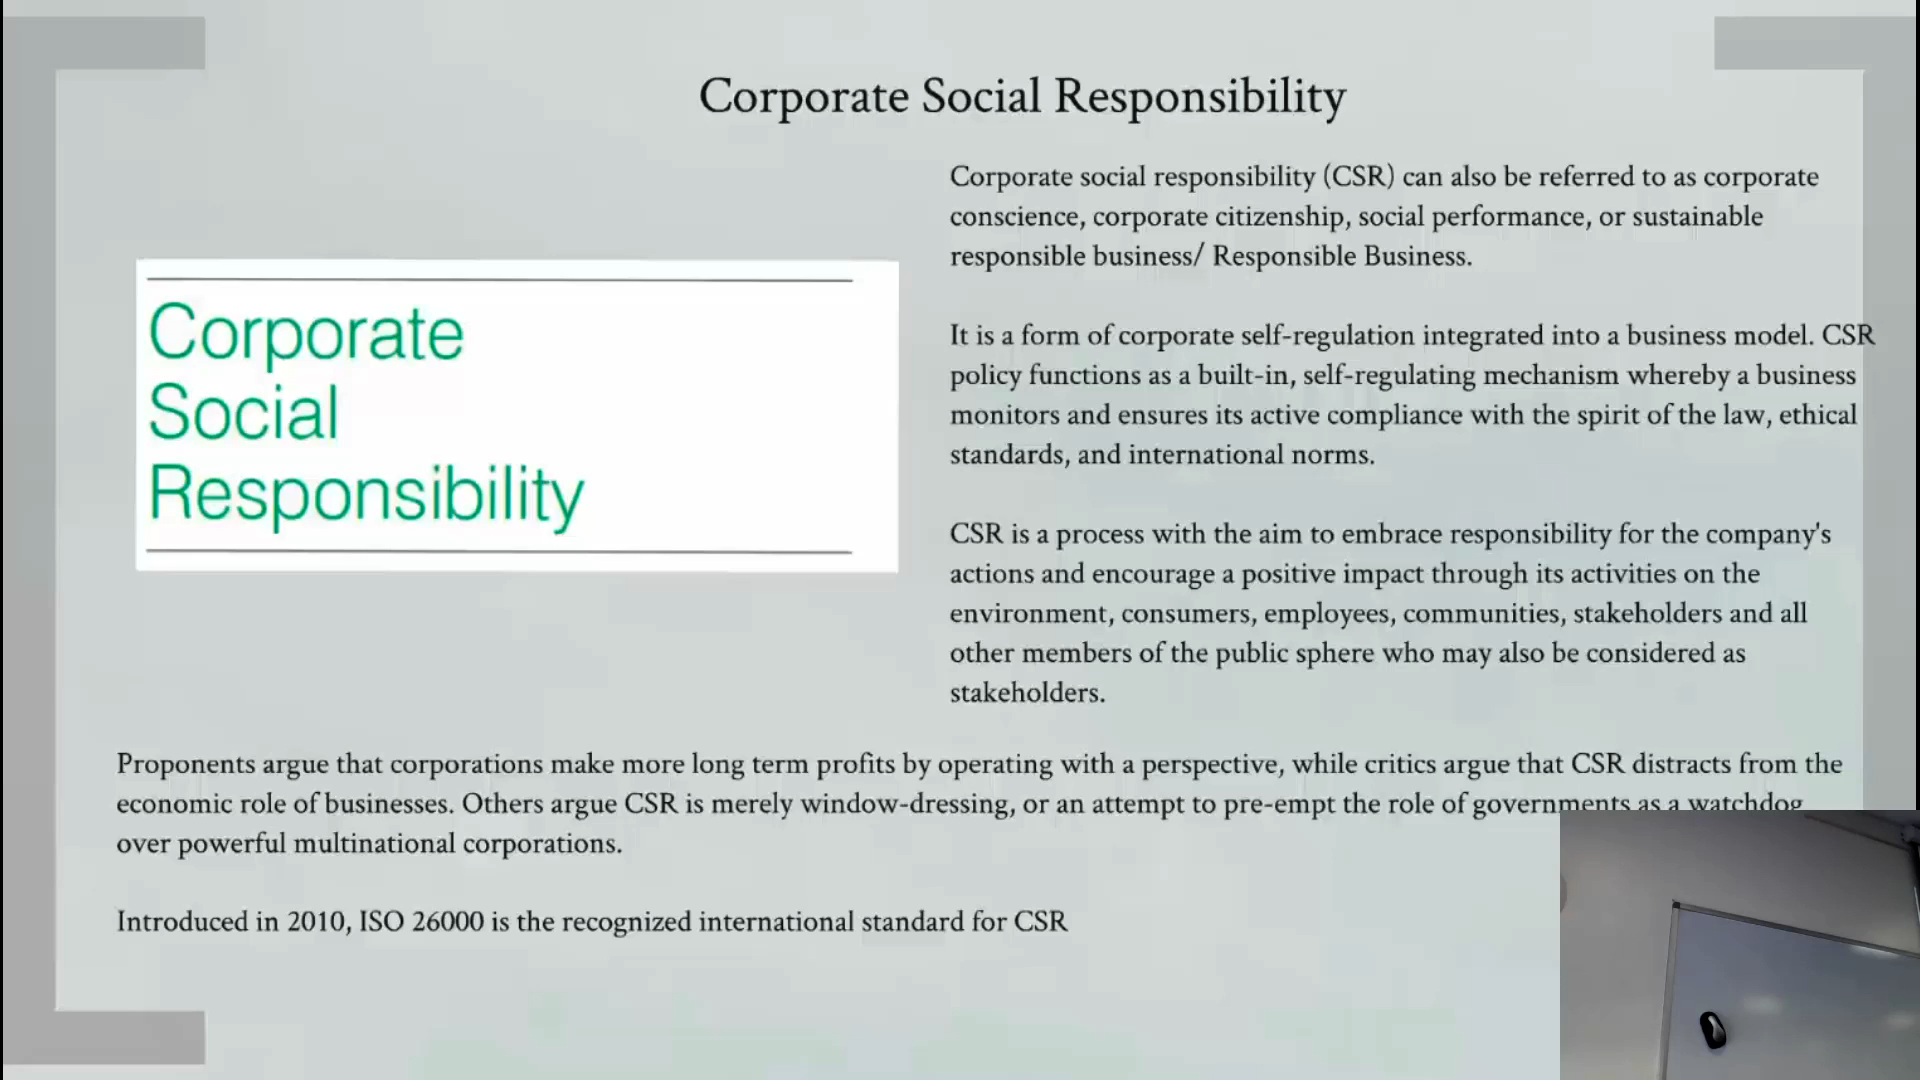 Corporate Social Responsibility
Corporate
Social
Responsibility
Corporate social responsibility (CSR) can also be referred to as corporate
conscience, corporate citizenship, social performance, or sustainable
responsible business/ Responsible Business.
It is a form of corporate self-regulation integrated into a business model. CSR
policy functions as a built-in, self-regulating mechanism whereby a business
monitors and ensures its active compliance with the spirit of the law, ethical
standards, and international norms.
CSR is a process with the aim to embrace responsibility for the company's
actions and encourage a positive impact through its activities on the
environment, consumers, employees, communities, stakeholders and all
other members of the public sphere who may also be considered as
stakeholders.
Proponents argue that corporations make more long term profits by operating with a perspective, while critics argue that CSR distracts from the
economic role of businesses. Others argue CSR is merely window-dressing, or an attempt to pre-empt the role of governments as a watchdog
over powerful multinational corporations.
Introduced in 2010, ISO 26000 is the recognized international standard for CSR